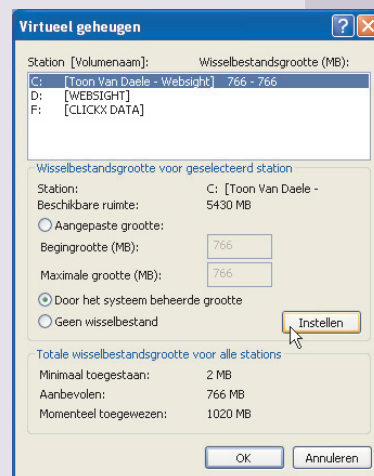 Virtueel geheugen
Station [Volumenaam]: Wisselbestandsgrootte (MB):
C: [Toon Van Daele - Websight] 766 - 766
D: [WEBSIGHT]
F: [CLICKX DATA]
Wisselbestandsgrootte voor geselecteerd station
Station: C: [Toon Van Daele -
Beschikbare ruimte: 5430 MB
Aangepaste grootte:
Begingrootte (MB): 766
Maximale grootte (MB): 766
Door het systeem beheerde grootte
Geen wisselbestand Instellen
Totale wisselbestandsgrootte voor alle stations
Minimaal toegestaan: 2 MB
Aanbevolen: 766 MB
Momenteel toegewezen: 1020 MB
OK Annuleren